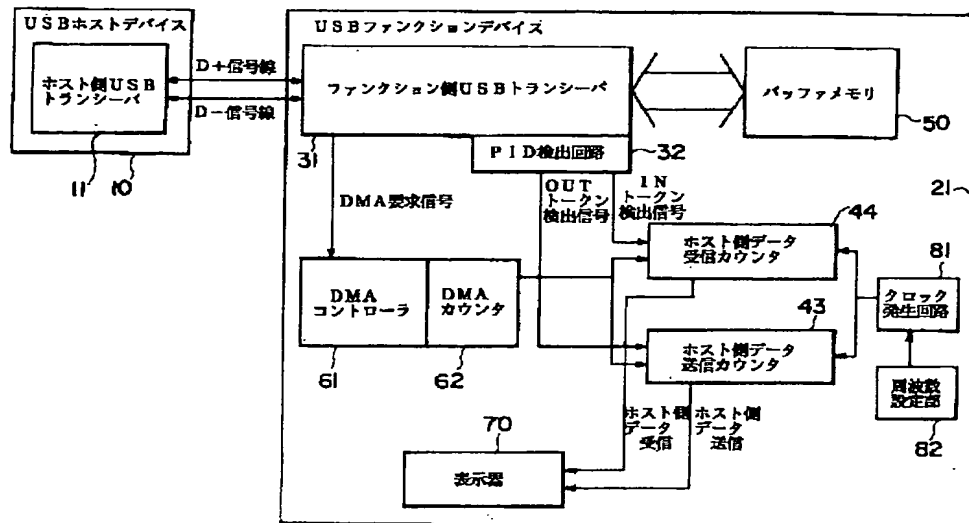 USBホストデバイス
ホスト側USB
トランシーバ
11
10
D+信号線
D-信号線
USBファンクションデバイス
ファンクション側USBトランシーバ
31
PID検出回路
32
バッファメモリ
50
21
DMA要求信号
OUT
トークン
検出信号
IN
トークン
検出信号
DMA
コントローラ
61
DMA
カウンタ
62
ホスト側データ
受信カウンタ
44
ホスト側データ
送信カウンタ
43
クロック
発生回路
81
周波数
設定部
82
ホスト側
データ
受信
ホスト側
データ
送信
表示器
70